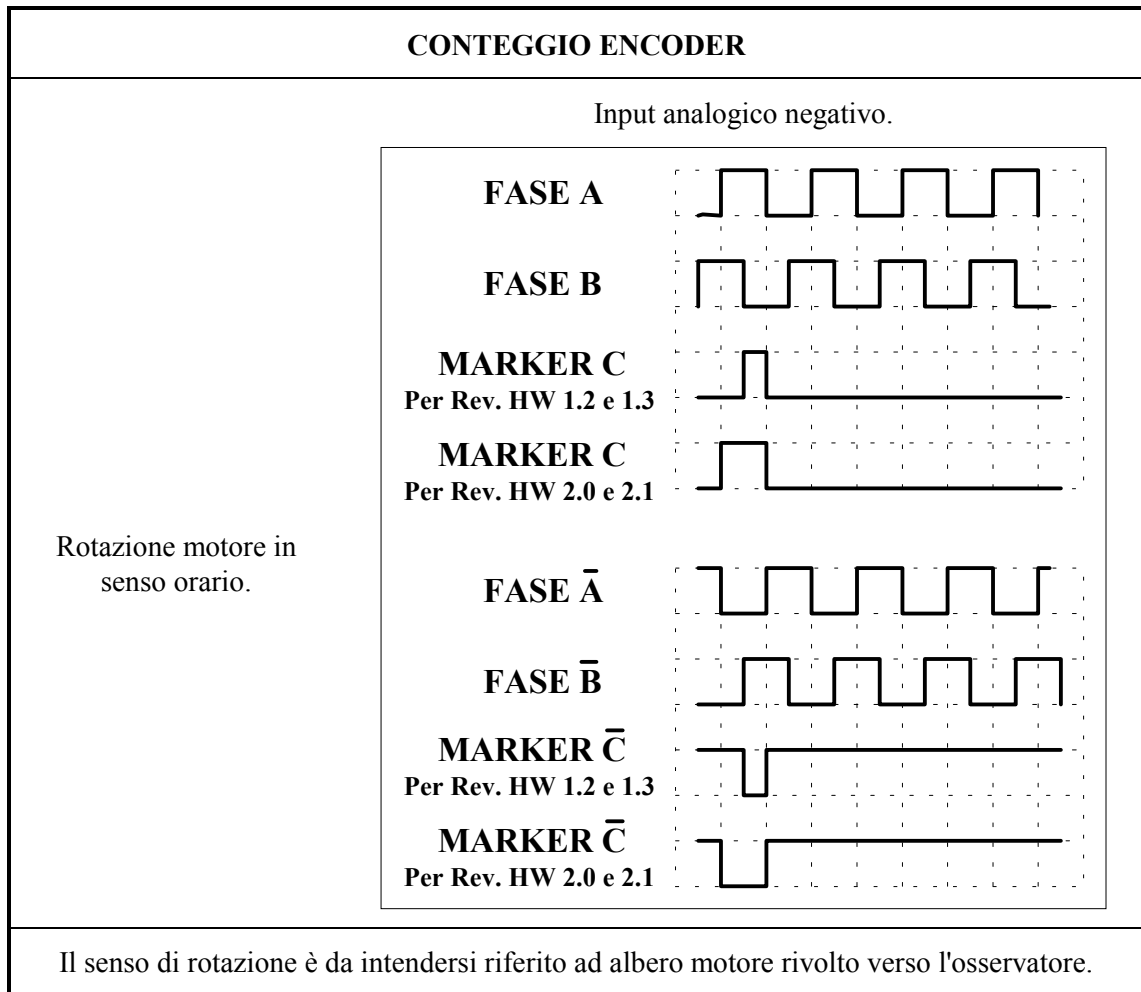 CONTEGGIO ENCODER
Input analogico negativo.
FASE A
FASE B
MARKER C
Per Rev. HW 1.2 e 1.3
MARKER C
Per Rev. HW 2.0 e 2.1
Rotazione motore in
senso orario.
FASE A̅
FASE B̅
MARKER C̅
Per Rev. HW 1.2 e 1.3
MARKER C̅
Per Rev. HW 2.0 e 2.1
Il senso di rotazione è da intendersi riferito ad albero motore rivolto verso l'osservatore.